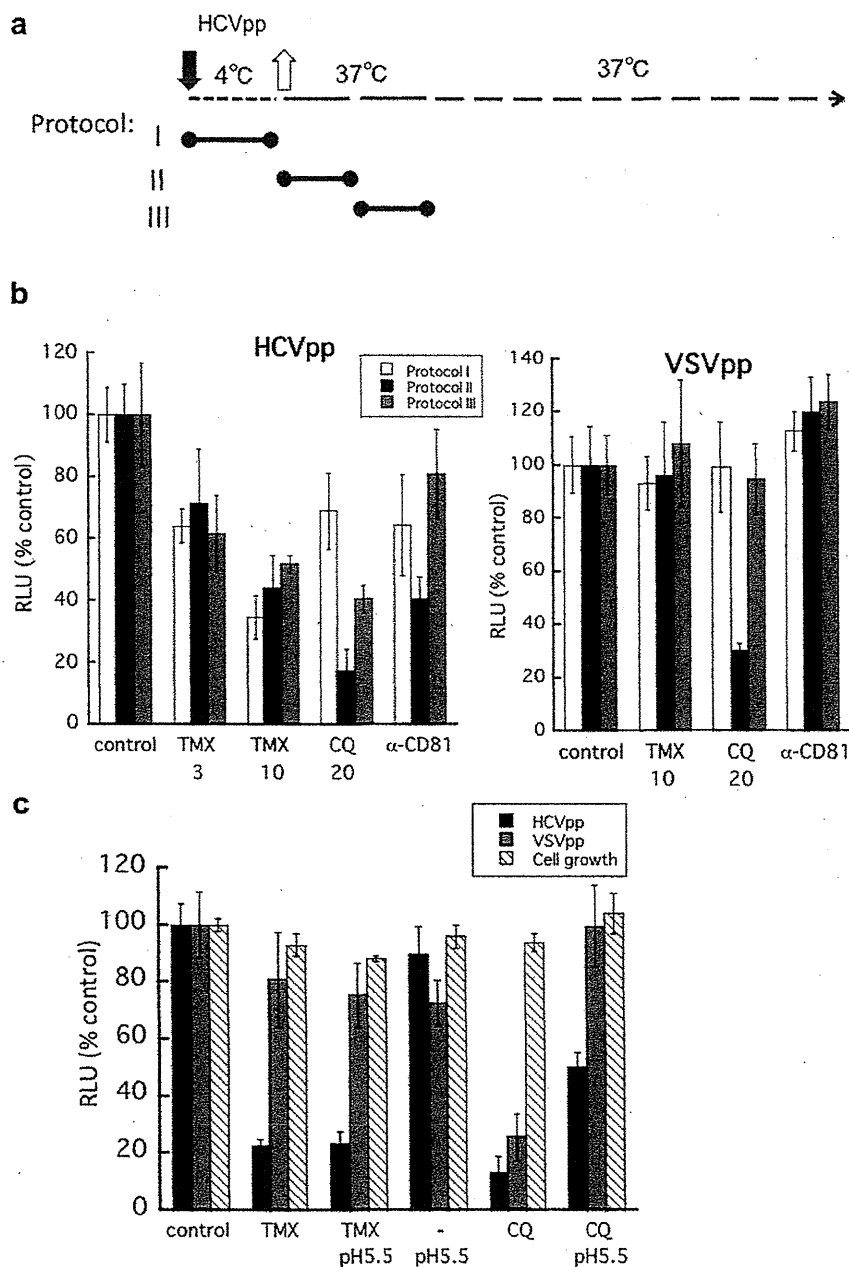 a
HCVpp
4°C 37°C 37°C
Protocol:
I
II
III
b
HCVpp
Protocol I
Protocol II
Protocol III
RLU (% control)
120
100
80
60
40
20
0
control TMX 3 TMX 10 CQ 20 α-CD81
VSVpp
RLU (% control)
140
120
100
80
60
40
20
0
control TMX 10 CQ 20 α-CD81
c
HCVpp
VSVpp
Cell growth
RLU (% control)
120
100
80
60
40
20
0
control TMX TMX pH5.5 - pH5.5 CQ CQ pH5.5